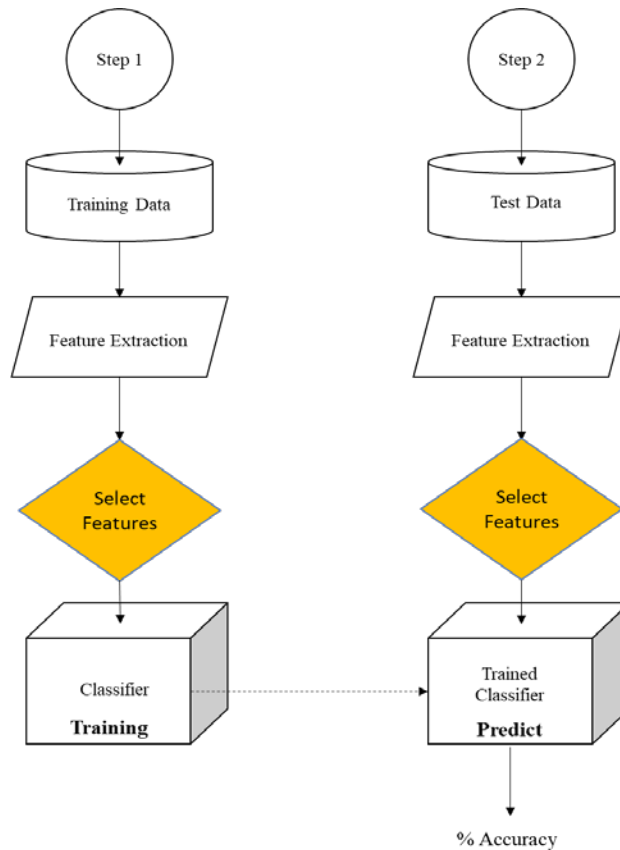 Step 1
Training Data
Feature Extraction
Select
Features
Classifier
Training
Step 2
Test Data
Feature Extraction
Select
Features
Trained
Classifier
Predict
% Accuracy